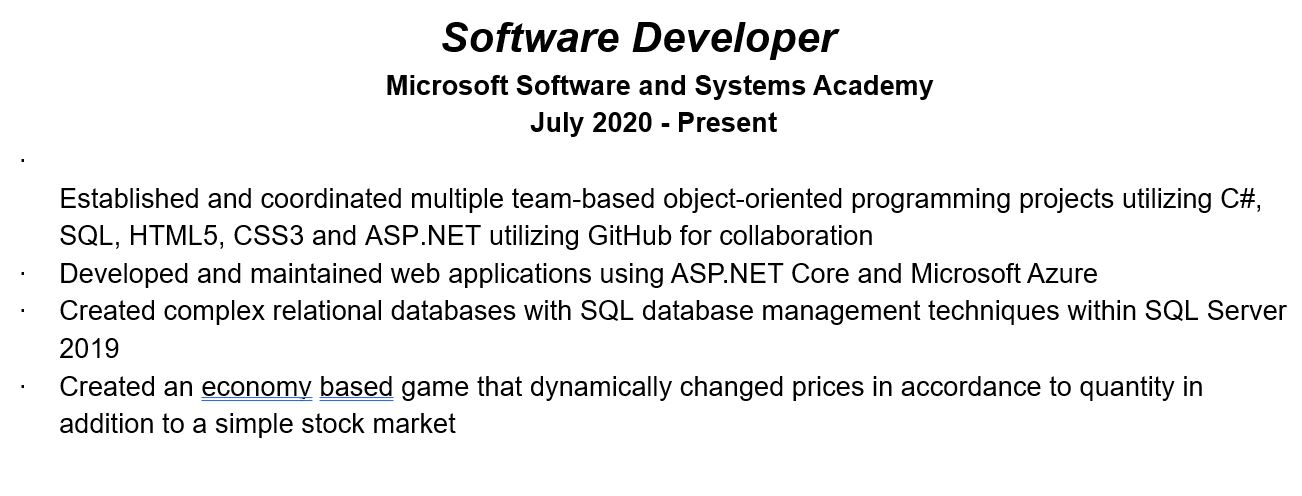 Software Developer
Microsoft Software and Systems Academy
July 2020 - Present
·
Established and coordinated multiple team-based object-oriented programming projects utilizing C#,
SQL, HTML5, CSS3 and ASP.NET utilizing GitHub for collaboration
· Developed and maintained web applications using ASP.NET Core and Microsoft Azure
· Created complex relational databases with SQL database management techniques within SQL Server
2019
· Created an economy based game that dynamically changed prices in accordance to quantity in
addition to a simple stock market